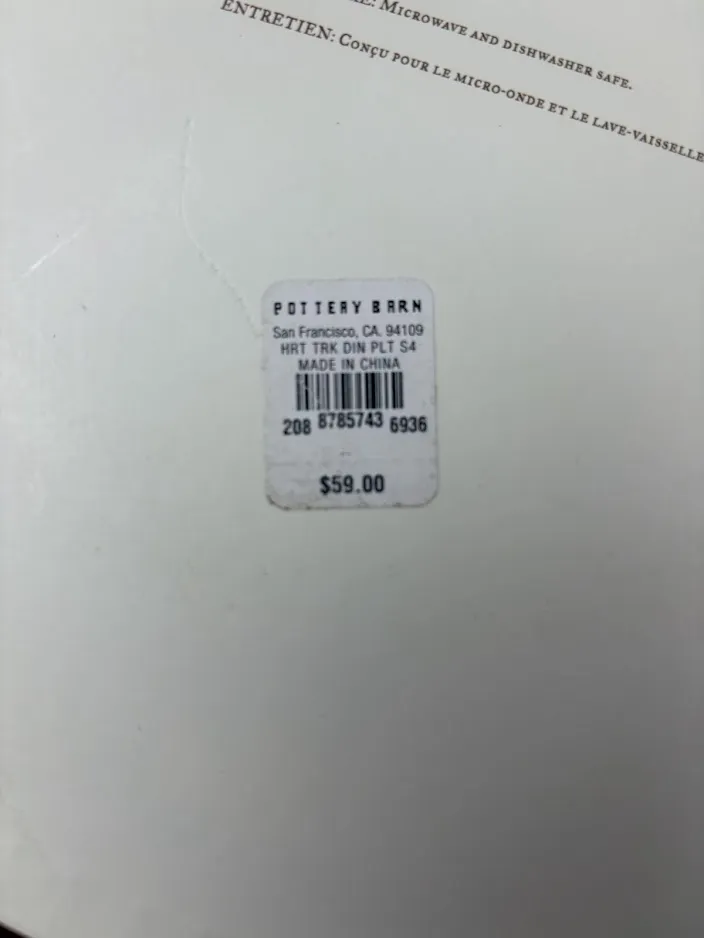 : Microwave and dishwasher safe.
ENTRETIEN: Conçu pour le micro-onde et le lave-vaisselle
POTTERY BARN
San Francisco, CA. 94109
HRT TRK DIN PLT S4
MADE IN CHINA
208 8785743 6936
$59.00